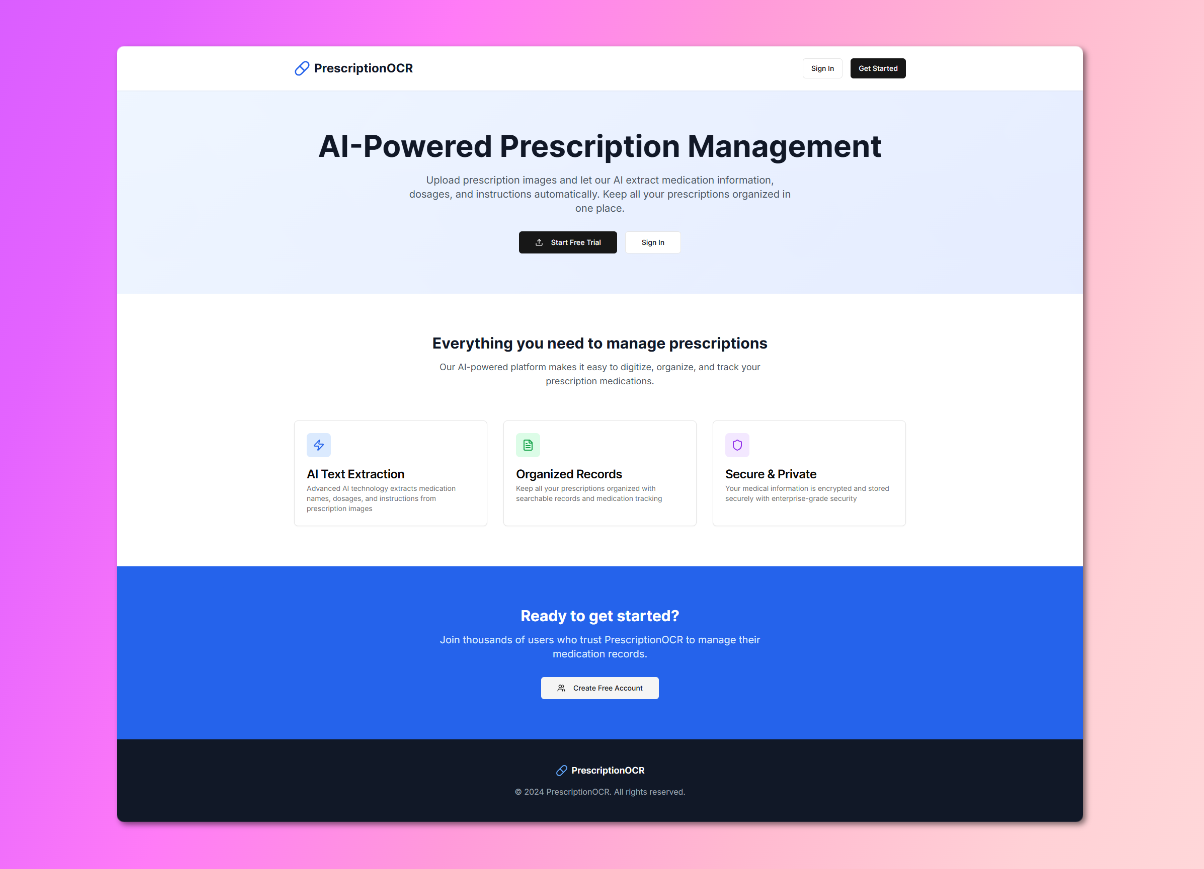 PrescriptionOCR
Sign In
Get Started
AI-Powered Prescription Management
Upload prescription images and let our AI extract medication information,
dosages, and instructions automatically. Keep all your prescriptions organized in
one place.
Start Free Trial
Sign In
Everything you need to manage prescriptions
Our AI-powered platform makes it easy to digitize, organize, and track your
prescription medications.
AI Text Extraction
Advanced AI technology extracts medication
names, dosages, and instructions from
prescription images
Organized Records
Keep all your prescriptions organized with
searchable records and medication tracking
Secure & Private
Your medical information is encrypted and stored
securely with enterprise-grade security
Ready to get started?
Join thousands of users who trust PrescriptionOCR to manage their
medication records.
Create Free Account
PrescriptionOCR
© 2024 PrescriptionOCR. All rights reserved.